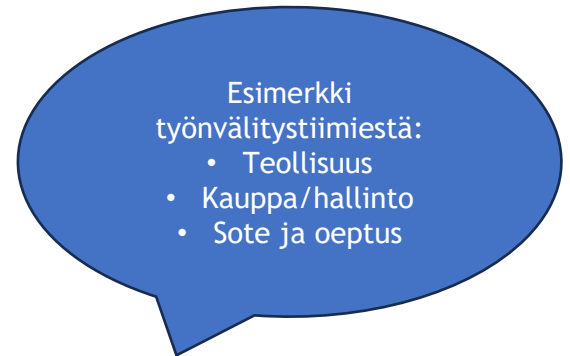 Esimerkki
työnvälitystiimiestä:
• Teollisuus
• Kauppa/hallinto
• Sote ja oeptus